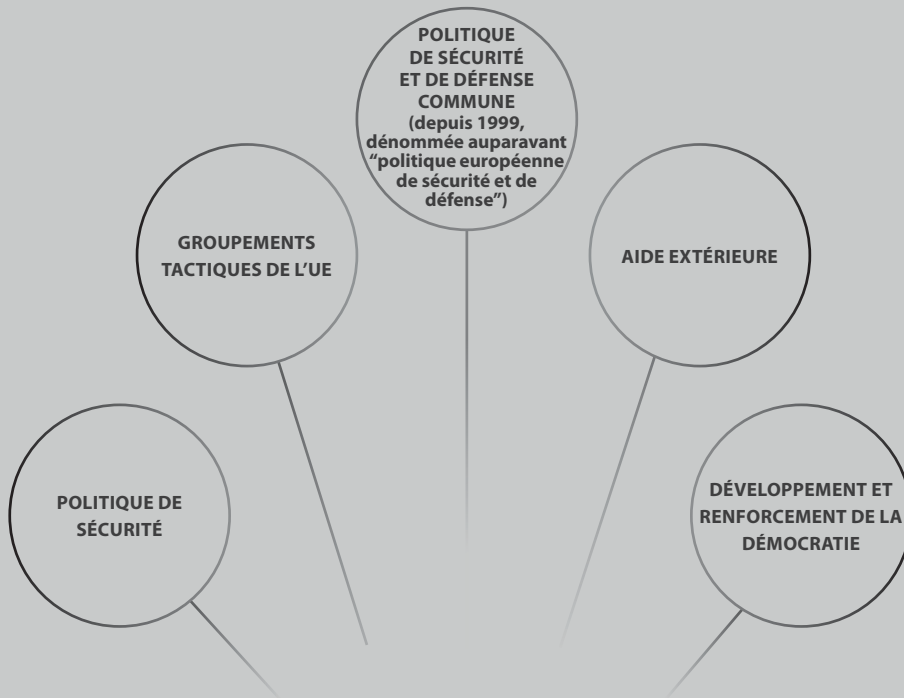 POLITIQUE
DE SÉCURITÉ
ET DE DÉFENSE
COMMUNE
(depuis 1999,
dénommée auparavant
“politique européenne
de sécurité et de
défense”)
GROUPEMENTS
TACTIQUES DE L’UE
AIDE EXTÉRIEURE
POLITIQUE DE
SÉCURITÉ
DÉVELOPPEMENT ET
RENFORCEMENT DE LA
DÉMOCRATIE